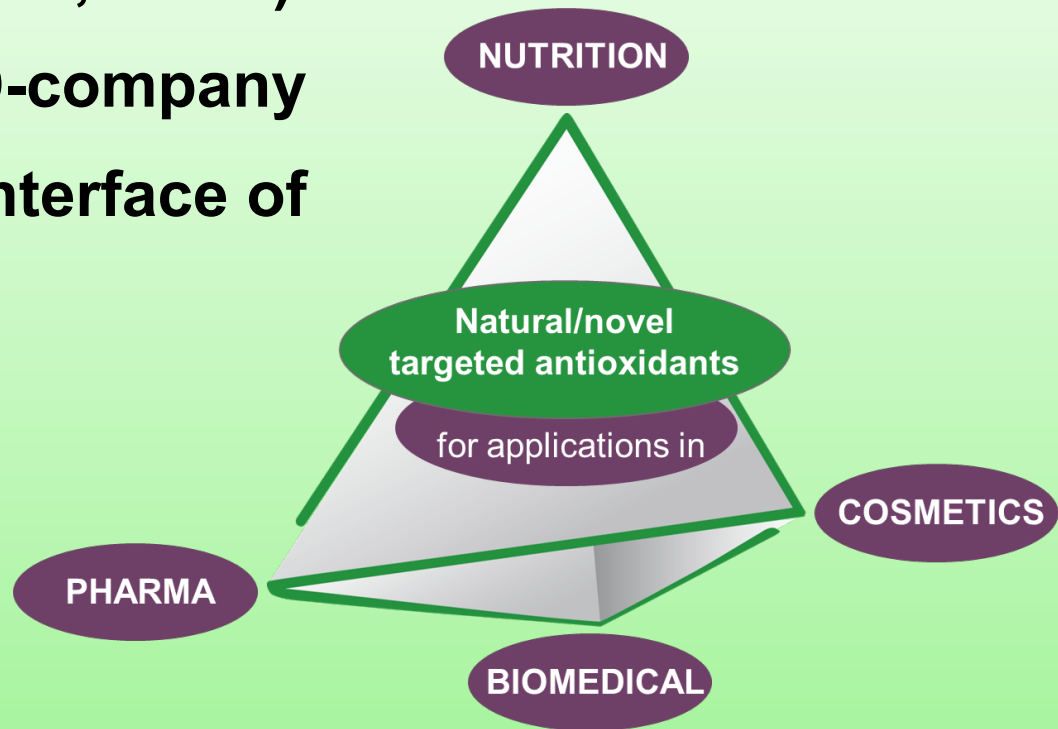 -company
nterface of
NUTRITION
Natural/novel
targeted antioxidants
for applications in
COSMETICS
PHARMA
BIOMEDICAL